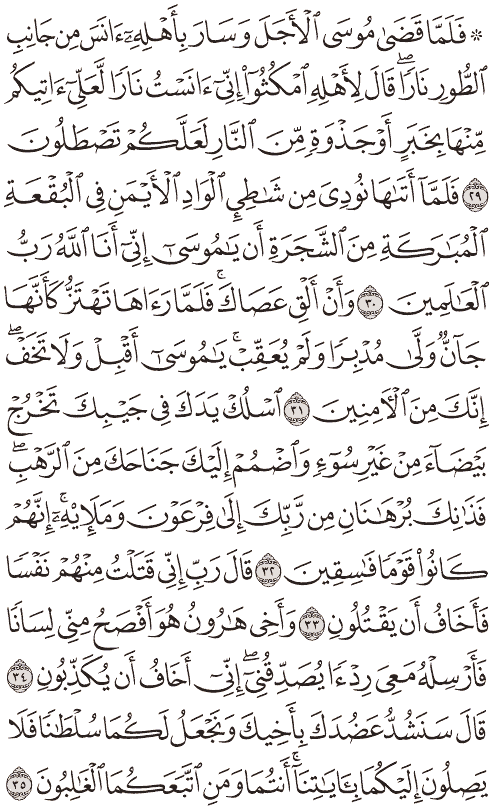 ۞ فَلَمَّا قَضَىٰ مُوسَى ٱلْأَجَلَ وَسَارَ بِأَهْلِهِۦٓ ءَانَسَ مِن جَانِبِ
ٱلطُّورِ نَارًاۖ قَالَ لِأَهْلِهِ ٱمْكُثُوٓا۟ إِنِّىٓ ءَانَسْتُ نَارًا لَّعَلِّىٓ ءَاتِيكُم
مِّنْهَا بِخَبَرٍ أَوْ جَذْوَةٍ مِّنَ ٱلنَّارِ لَعَلَّكُمْ تَصْطَلُونَ
٢٩ فَلَمَّآ أَتَىٰهَا نُودِىَ مِن شَٰطِئِ ٱلْوَادِ ٱلْأَيْمَنِ فِى ٱلْبُقْعَةِ
ٱلْمُبَٰرَكَةِ مِنَ ٱلشَّجَرَةِ أَن يَٰمُوسَىٰٓ إِنِّىٓ أَنَا ٱللَّهُ رَبُّ
ٱلْعَٰلَمِينَ ٣٠ وَأَنْ أَلْقِ عَصَاكَۚ فَلَمَّا رَءَاهَا تَهْتَزُّ كَأَنَّهَا
جَآنٌّ وَلَّىٰ مُدْبِرًا وَلَمْ يُعَقِّبْۚ يَٰمُوسَىٰٓ أَقْبِلْ وَلَا تَخَفْۖ
إِنَّكَ مِنَ ٱلْءَامِنِينَ ٣١ ٱسْلُكْ يَدَكَ فِى جَيْبِكَ تَخْرُجْ
بَيْضَآءَ مِنْ غَيْرِ سُوٓءٍ وَٱضْمُمْ إِلَيْكَ جَنَاحَكَ مِنَ ٱلرَّهْبِۖ
فَذَٰنِكَ بُرْهَٰنَانِ مِن رَّبِّكَ إِلَىٰ فِرْعَوْنَ وَمَلَإِي۟هِۦٓۚ إِنَّهُمْ
كَانُوا۟ قَوْمًا فَٰسِقِينَ ٣٢ قَالَ رَبِّ إِنِّى قَتَلْتُ مِنْهُمْ نَفْسًا
فَأَخَافُ أَن يَقْتُلُونِ ٣٣ وَأَخِى هَٰرُونُ هُوَ أَفْصَحُ مِنِّى لِسَانًا
فَأَرْسِلْهُ مَعِىَ رِدْءًا يُصَدِّقُنِىٓۖ إِنِّىٓ أَخَافُ أَن يُكَذِّبُونِ ٣٤
قَالَ سَنَشُدُّ عَضُدَكَ بِأَخِيكَ وَنَجْعَلُ لَكُمَا سُلْطَٰنًا فَلَا
يَصِلُونَ إِلَيْكُمَا بِـَٔايَٰتِنَآۚ أَنتُمَا وَمَنِ ٱتَّبَعَكُمَا ٱلْغَٰلِبُونَ ٣٥